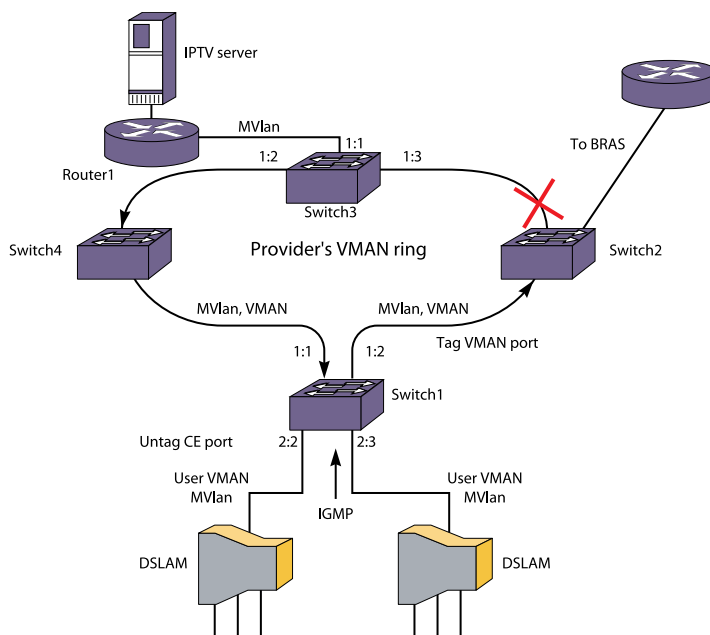 IPTV server
MVlan
1:1
To BRAS
1:2
1:3
Router1
Switch3
Switch4
Provider's VMAN ring
Switch2
MVlan, VMAN
MVlan, VMAN
Tag VMAN port
1:1
1:2
Switch1
Untag CE port
2:2
2:3
User VMAN
MVlan
User VMAN
MVlan
IGMP
DSLAM
DSLAM